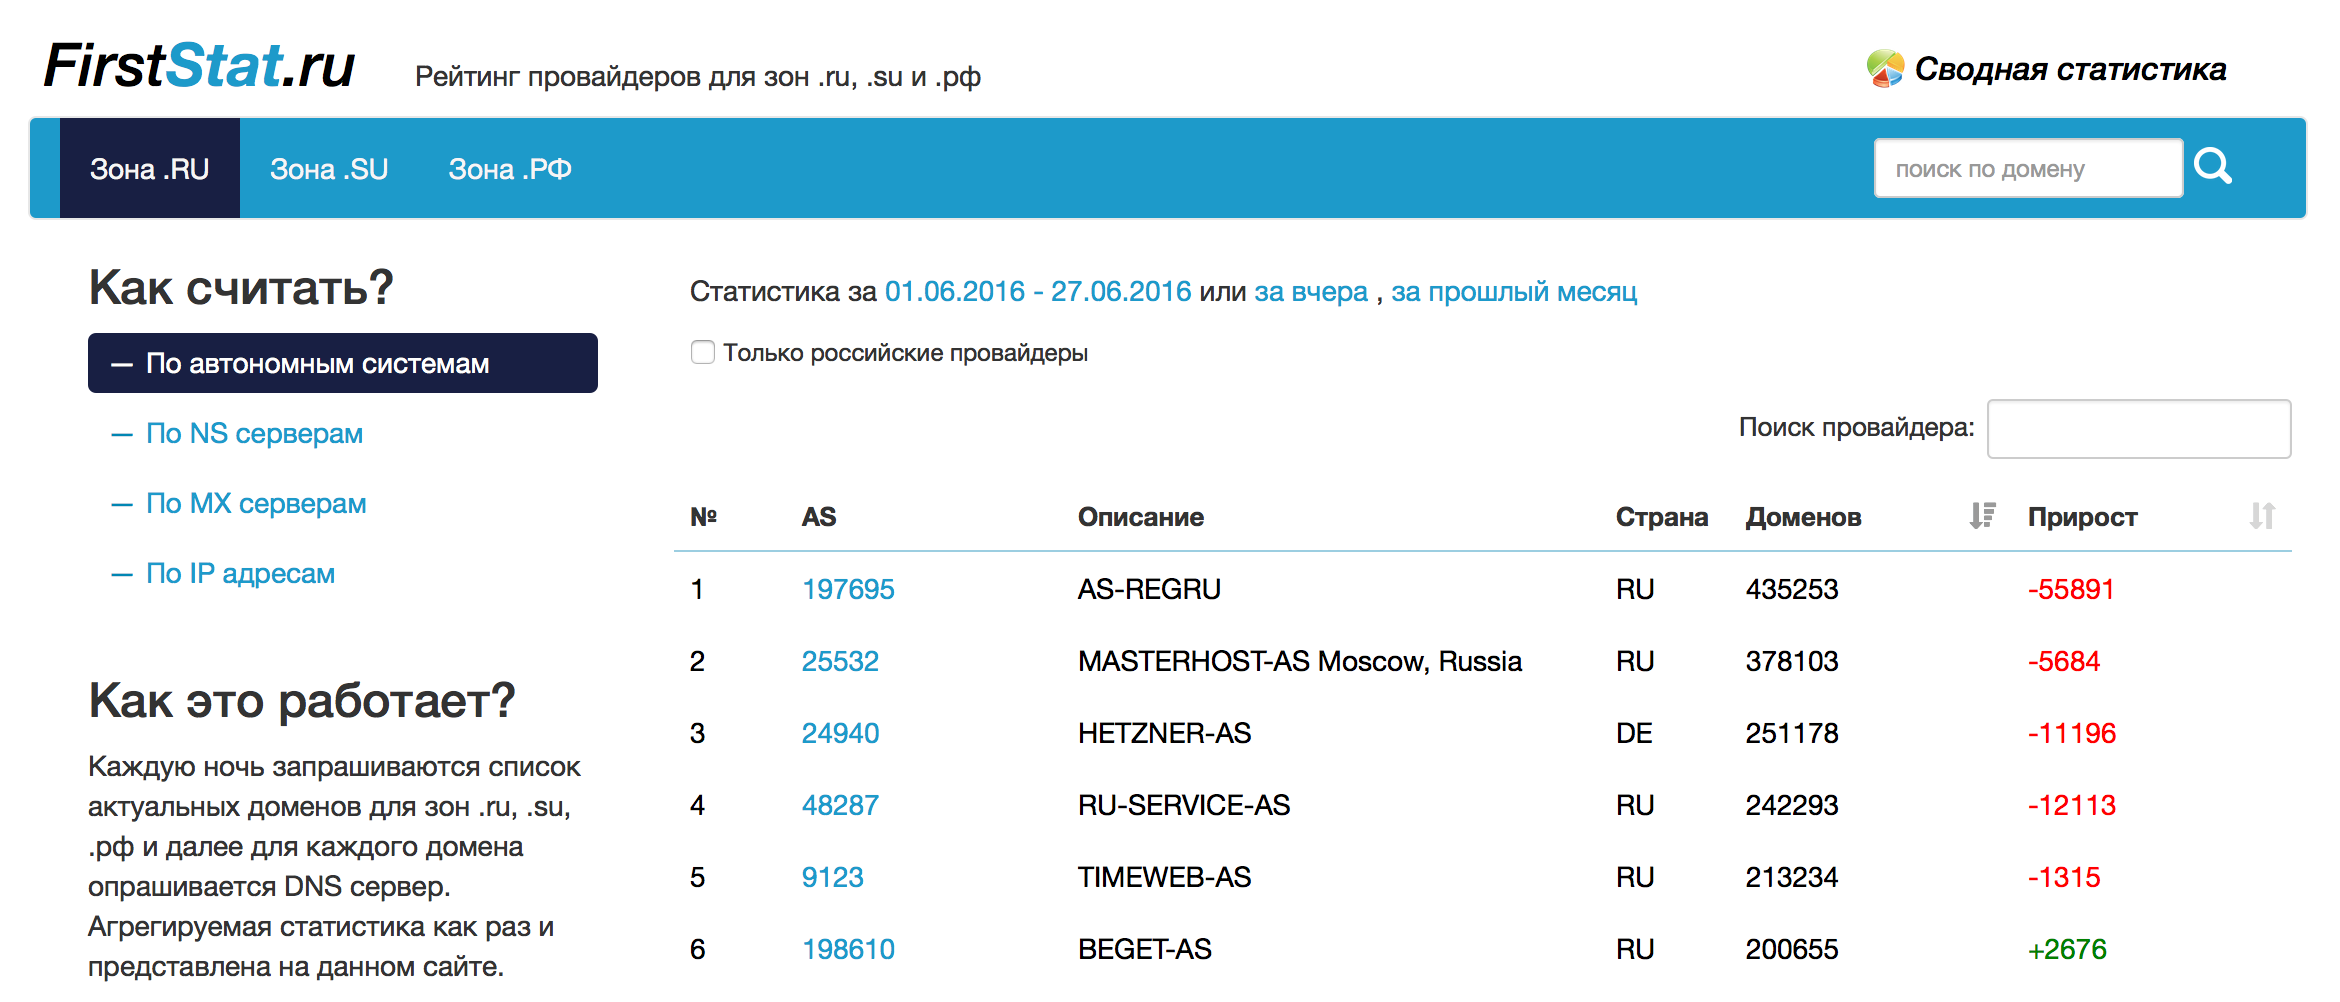 FirstStat.ru
Рейтинг провайдеров для зон .ru, .su и .рф
Сводная статистика
Зона .RU Зона .SU Зона .РФ
поиск по домену
Как считать?
— По автономным системам
— По NS серверам
— По MX серверам
— По IP адресам
Как это работает?
Каждую ночь запрашиваются список
актуальных доменов для зон .ru, .su,
.рф и далее для каждого домена
опрашивается DNS сервер.
Агрегируемая статистика как раз и
представлена на данном сайте.
Статистика за 01.06.2016 - 27.06.2016 или за вчера , за прошлый месяц
Только российские провайдеры
Поиск провайдера:
№ AS Описание Страна Доменов Прирост
1 197695 AS-REGRU RU 435253 -55891
2 25532 MASTERHOST-AS Moscow, Russia RU 378103 -5684
3 24940 HETZNER-AS DE 251178 -11196
4 48287 RU-SERVICE-AS RU 242293 -12113
5 9123 TIMEWEB-AS RU 213234 -1315
6 198610 BEGET-AS RU 200655 +2676